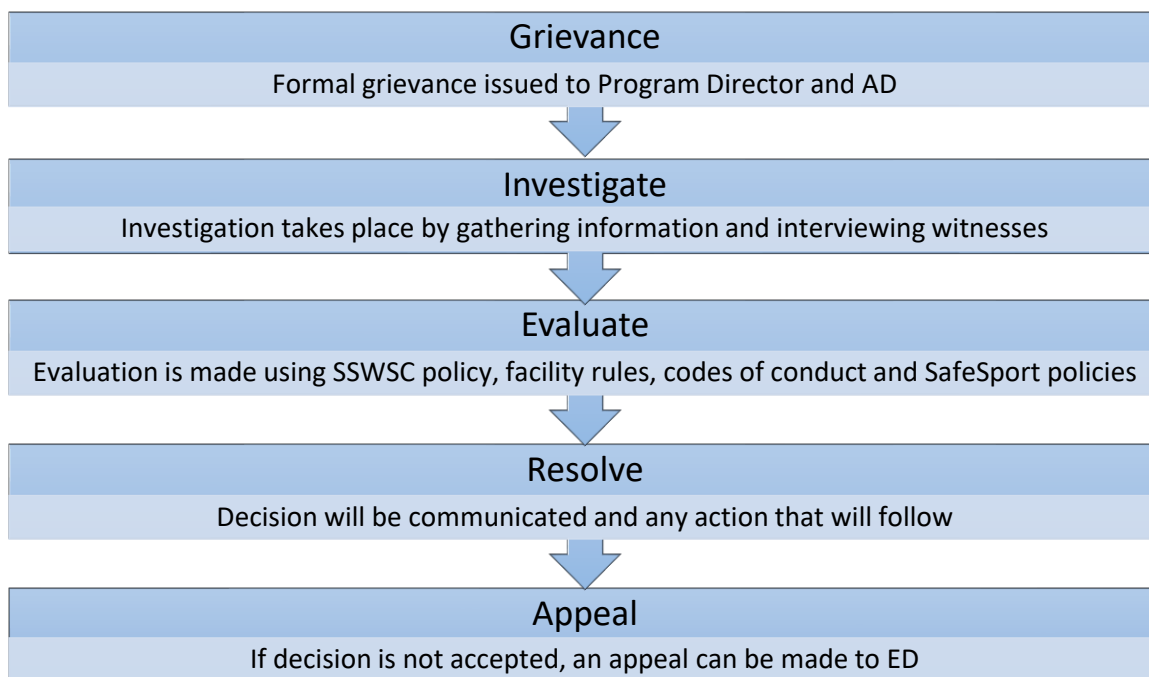 Grievance
Formal grievance issued to Program Director and AD
Investigate
Investigation takes place by gathering information and interviewing witnesses
Evaluate
Evaluation is made using SSWSC policy, facility rules, codes of conduct and SafeSport policies
Resolve
Decision will be communicated and any action that will follow
Appeal
If decision is not accepted, an appeal can be made to ED